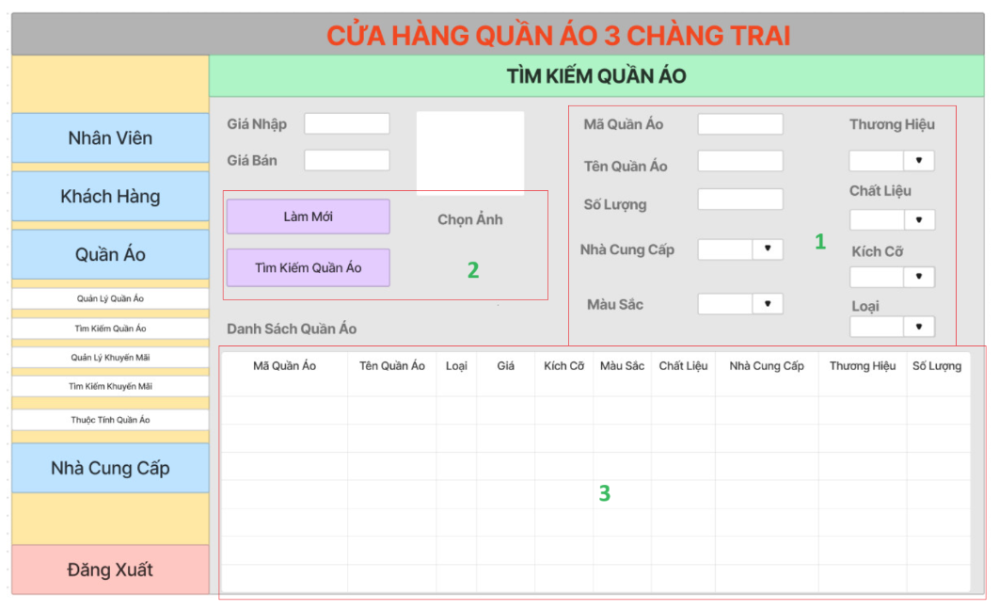 CỬA HÀNG QUẦN ÁO 3 CHÀNG TRAI
TÌM KIẾM QUẦN ÁO
Nhân Viên
Khách Hàng
Quần Áo
Quản Lý Quần Áo
Tìm Kiếm Quần Áo
Quản Lý Khuyến Mãi
Tìm Kiếm Khuyến Mãi
Thuộc Tính Quần Áo
Nhà Cung Cấp
Đăng Xuất
Giá Nhập
Giá Bán
Làm Mới
Chọn Ảnh
Tìm Kiếm Quần Áo
2
Mã Quần Áo
Tên Quần Áo
Số Lượng
Nhà Cung Cấp
Màu Sắc
1
Thương Hiệu
Chất Liệu
Kích Cỡ
Loại
Danh Sách Quần Áo
Mã Quần Áo Tên Quần Áo Loại Giá Kích Cỡ Màu Sắc Chất Liệu Nhà Cung Cấp Thương Hiệu Số Lượng
3